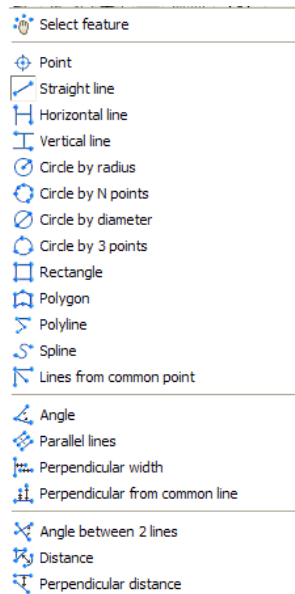 Select feature
Point
Straight line
Horizontal line
Vertical line
Circle by radius
Circle by N points
Circle by diameter
Circle by 3 points
Rectangle
Polygon
Polyline
Spline
Lines from common point
Angle
Parallel lines
Perpendicular width
Perpendicular from common line
Angle between 2 lines
Distance
Perpendicular distance